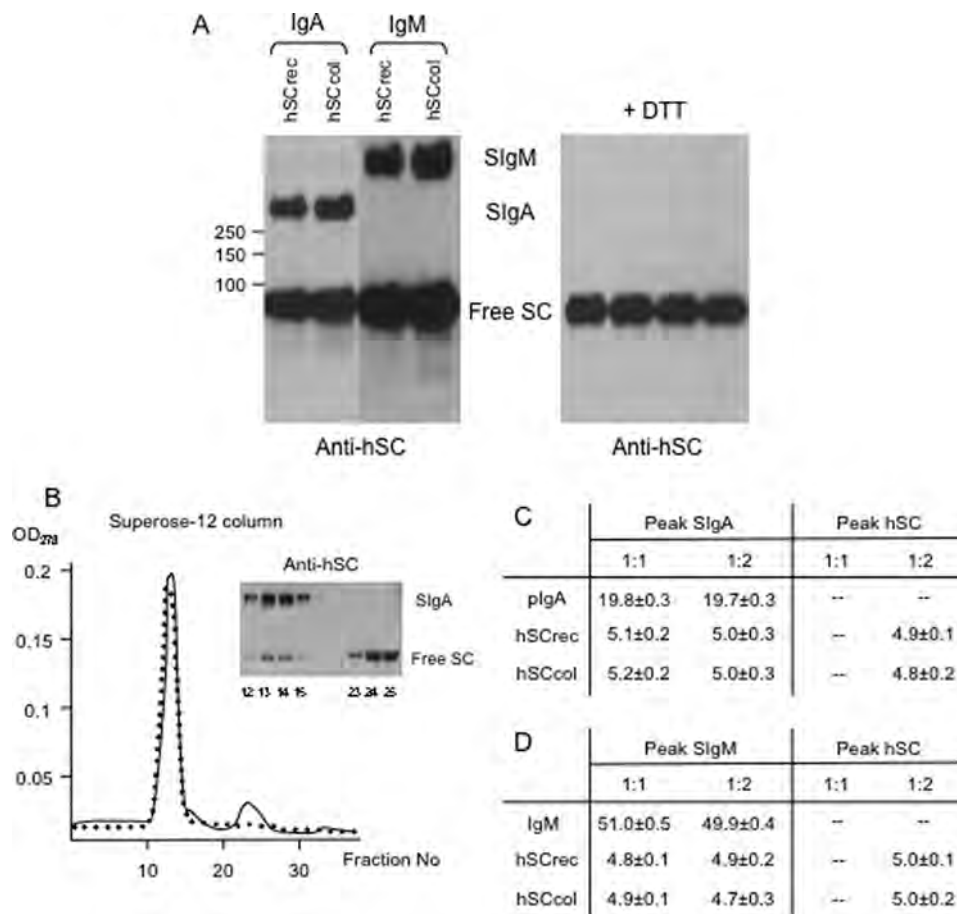 A
IgA
IgM
hSCrec
hSCcol
hSCrec
hSCcol
+ DTT
SIgM
SIgA
250
150
100
Free SC
Anti-hSC
Anti-hSC
B
Superose-12 column
OD278
0.2
0.15
0.1
0.05
10
20
30
Fraction No
Anti-hSC
SIgA
Free SC
12 13 14 15 23 24 25
C
Peak SIgA Peak hSC
1:1 1:2 1:1 1:2
pIgA 19.8±0.3 19.7±0.3 -- --
hSCrec 5.1±0.2 5.0±0.3 -- 4.9±0.1
hSCcol 5.2±0.2 5.0±0.3 -- 4.8±0.2
D
Peak SIgM Peak hSC
1:1 1:2 1:1 1:2
IgM 51.0±0.5 49.9±0.4 -- --
hSCrec 4.8±0.1 4.9±0.2 -- 5.0±0.1
hSCcol 4.9±0.1 4.7±0.3 -- 5.0±0.2